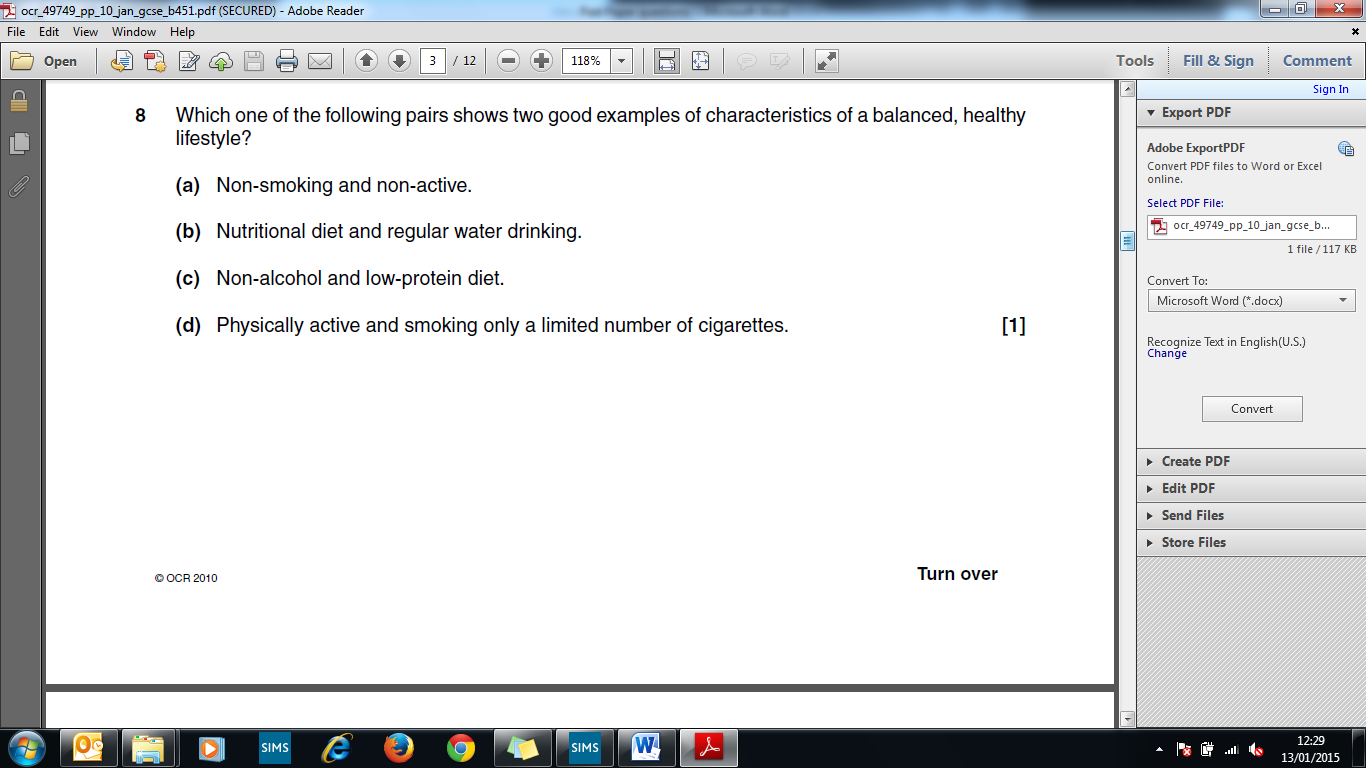 ocr_49749_pp_10_jan_gcse_b451.pdf (SECURED) - Adobe Reader
File Edit View Window Help
Open 3 / 12 118% Tools Fill & Sign Comment
Sign In
Export PDF
Adobe ExportPDF
Convert PDF files to Word or Excel
online.
Select PDF File:
ocr_49749_pp_10_jan_gcse_b...
1 file / 117 KB
Convert To:
Microsoft Word (*.docx)
Recognize Text in English(U.S.)
Change
Convert
Create PDF
Edit PDF
Send Files
Store Files
8 Which one of the following pairs shows two good examples of characteristics of a balanced, healthy
lifestyle?
(a) Non-smoking and non-active.
(b) Nutritional diet and regular water drinking.
(c) Non-alcohol and low-protein diet.
(d) Physically active and smoking only a limited number of cigarettes. [1]
© OCR 2010
Turn over
SIMS
SIMS
12:29
13/01/2015